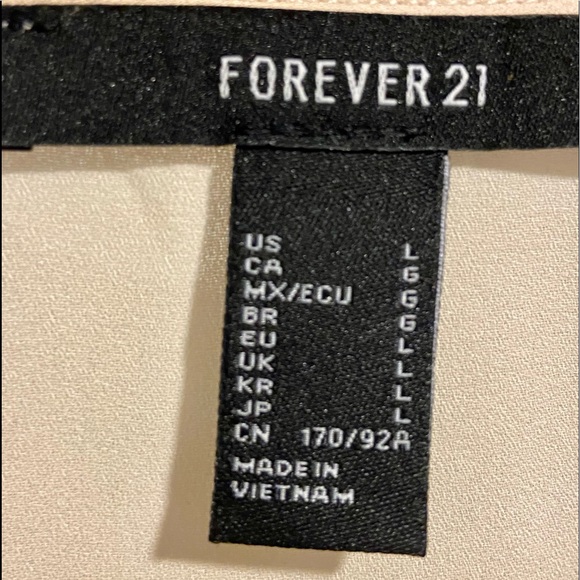 FOREVER 21
US L
CA G
MX/ECU G
BR G
EU L
UK L
KR L
JP L
CN 170/92A
MADE IN
VIETNAM